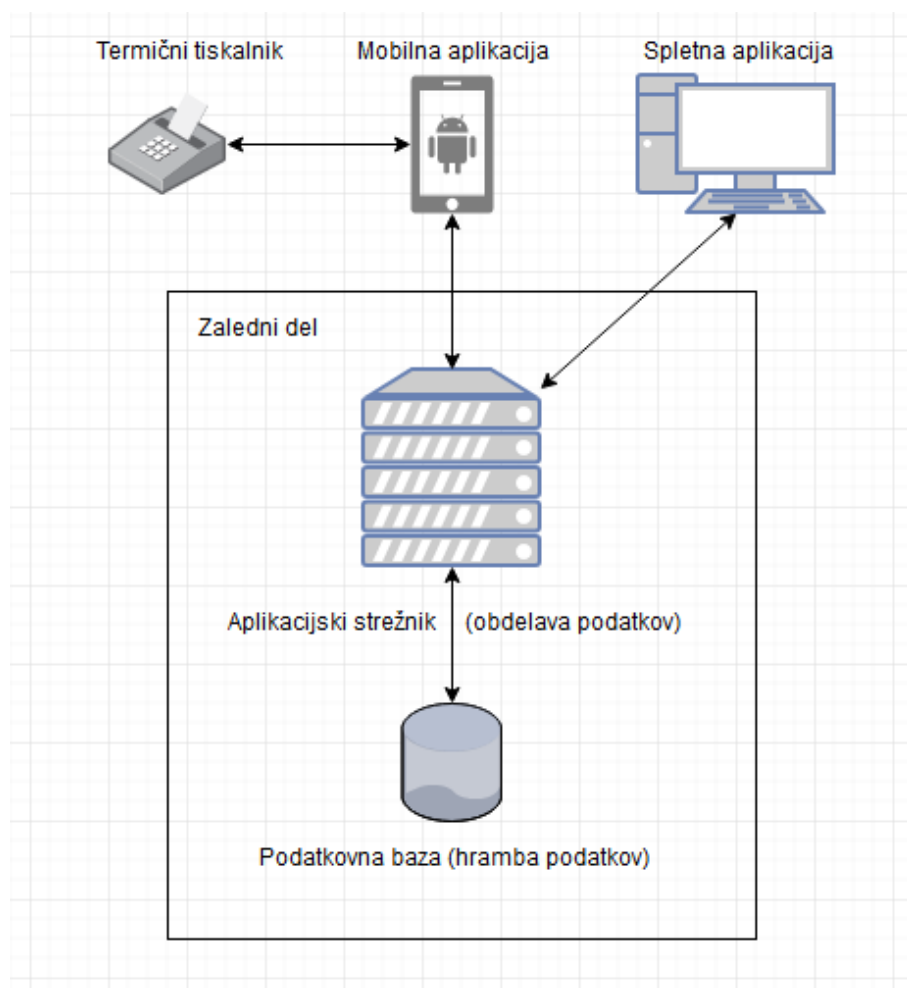 Termični tiskalnik
Mobilna aplikacija
Spletna aplikacija
Zaledni del
Aplikacijski strežnik (obdelava podatkov)
Podatkovna baza (hramba podatkov)